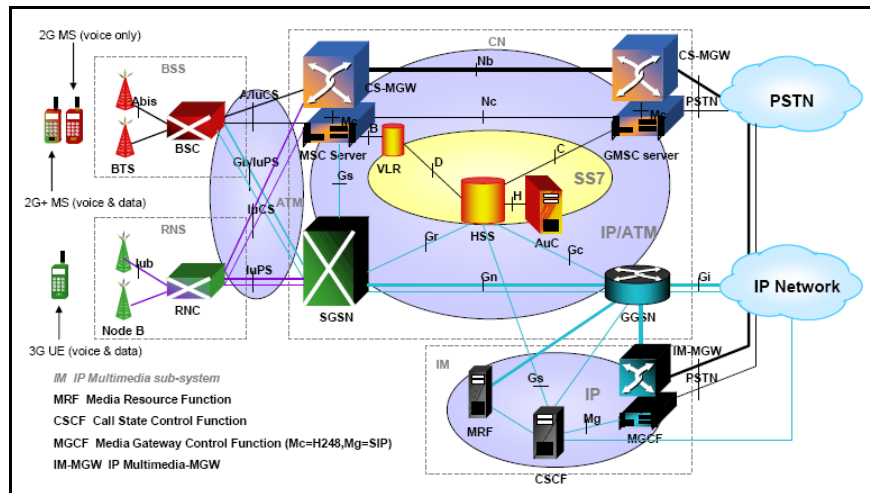 2G MS (voice only)
CN
BSS
CS-MGW
Nb
CS-MGW
Abis
A/IuCS
PSTN
PSTN
Nc
Mc
Mc
BSC
B
MSC Server
GMSC server
BTS
VLR
Gb/IuPS
D
C
SS7
Gs
2G+ MS (voice & data)
IuCS
ATM
H
RNS
HSS
AuC
IP/ATM
Gr
Gc
Iub
IuPS
Gn
Gi
IP Network
RNC
Node B
SGSN
GGSN
3G UE (voice & data)
IM
IM-MGW
IM IP Multimedia sub-system
Gs
IP
PSTN
MRF Media Resource Function
Mg
MRF
MGCF
CSCF Call State Control Function
MGCF Media Gateway Control Function (Mc=H248,Mg=SIP)
CSCF
IM-MGW IP Multimedia-MGW